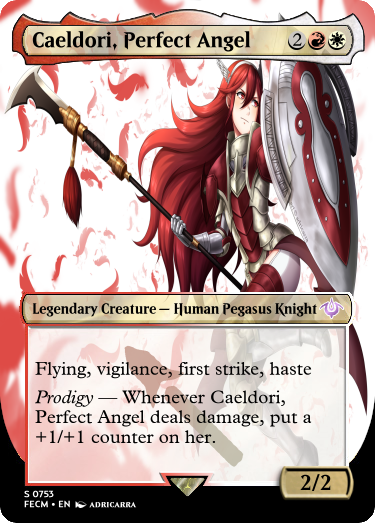 Caeldori, Perfect Angel 2
Legendary Creature — Human Pegasus Knight
Flying, vigilance, first strike, haste
Prodigy — Whenever Caeldori,
Perfect Angel deals damage, put a
+1/+1 counter on her.
2/2
S 0753
FECM • EN ADRICARRA